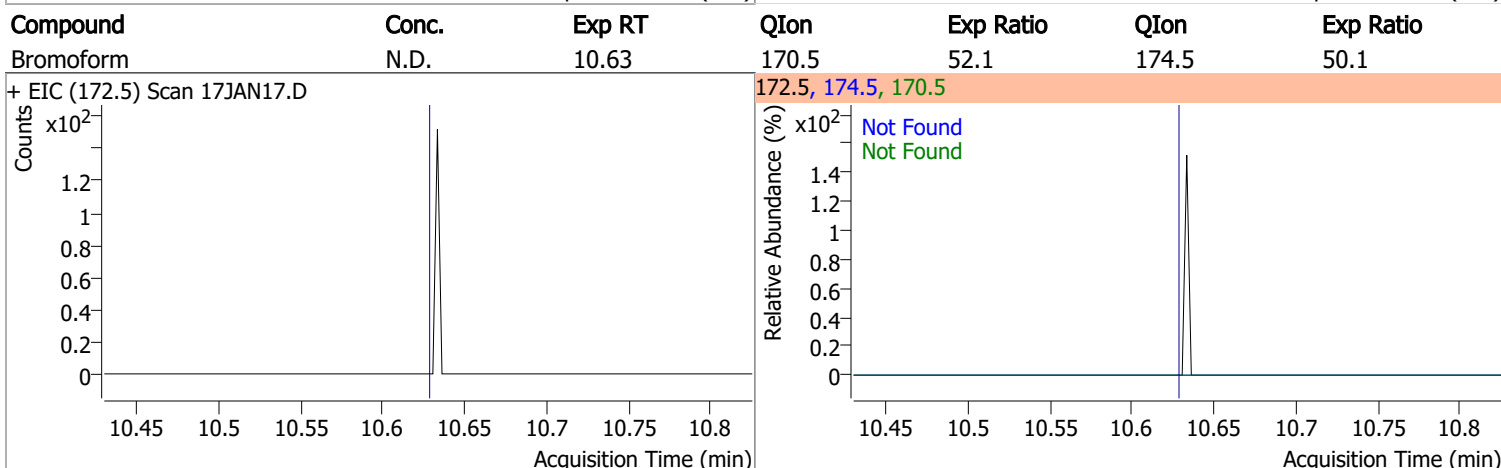 Compound Conc. Exp RT QIon Exp Ratio QIon Exp Ratio
Bromoform N.D. 10.63 170.5 52.1 174.5 50.1
+ EIC (172.5) Scan 17JAN17.D
Counts
x10²
1.2
1
0.8
0.6
0.4
0.2
0
10.45 10.5 10.55 10.6 10.65 10.7 10.75 10.8
Acquisition Time (min)
172.5, 174.5, 170.5
Relative Abundance (%)
x10²
Not Found
Not Found
1.4
1.2
1
0.8
0.6
0.4
0.2
0
10.45 10.5 10.55 10.6 10.65 10.7 10.75 10.8
Acquisition Time (min)